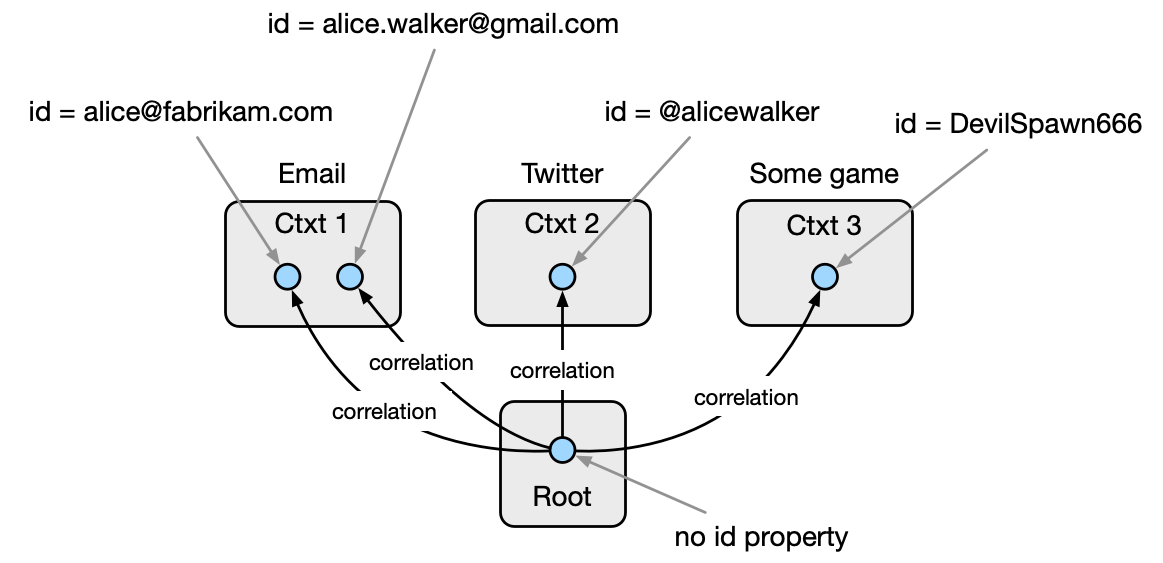 id = alice.walker@gmail.com
id = alice@fabrikam.com
id = @alicewalker
id = DevilSpawn666
Email
Twitter
Some game
Ctxt 1
Ctxt 2
Ctxt 3
correlation
correlation
correlation
correlation
Root
no id property